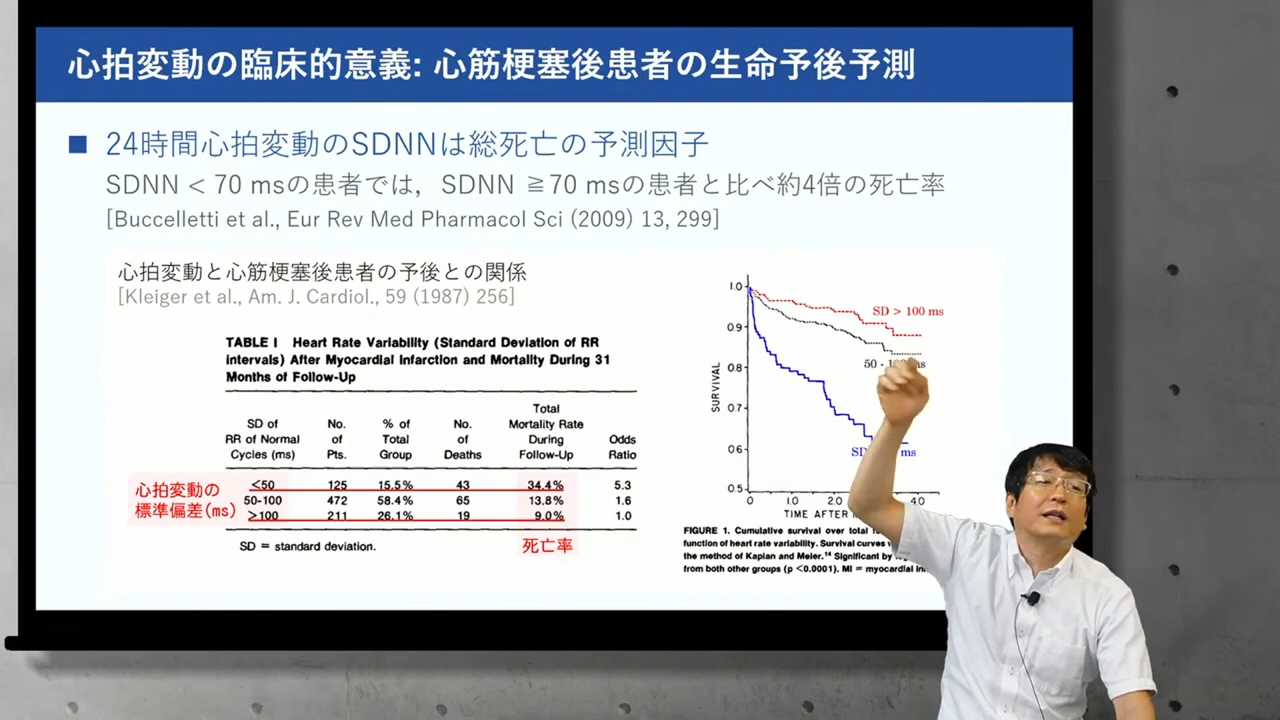 心拍変動の臨床的意義: 心筋梗塞後患者の生命予後予測
■ 24時間心拍変動のSDNNは総死亡の予測因子
SDNN < 70 msの患者では，SDNN ≧70 msの患者と比べ約4倍の死亡率
[Buccelletti et al., Eur Rev Med Pharmacol Sci (2009) 13, 299]
心拍変動と心筋梗塞後患者の予後との関係
[Kleiger et al., Am. J. Cardiol., 59 (1987) 256]
TABLE I Heart Rate Variability (Standard Deviation of RR
Intervals) After Myocardial Infarction and Mortality During 31
Months of Follow-Up
SD of RR of Normal Cycles (ms)
No. of Pts.
% of Total Group
No. of Deaths
Total Mortality Rate During Follow-Up
Odds Ratio
<50 125 15.5% 43 34.4% 5.3
50-100 472 58.4% 65 13.8% 1.6
>100 211 26.1% 19 9.0% 1.0
心拍変動の
標準偏差(ms)
SD = standard deviation.
死亡率
SURVIVAL
1.0
0.9
0.8
0.7
0.6
0.5
SD > 100 ms
50 -
SD
ms
0 1.0 2.0 4.0
TIME AFTER
FIGURE 1. Cumulative survival over total
function of heart rate variability. Survival curves
the method of Kaplan and Meier.¹⁴ Significant by
from both other groups (p <0.0001). MI = myocardial